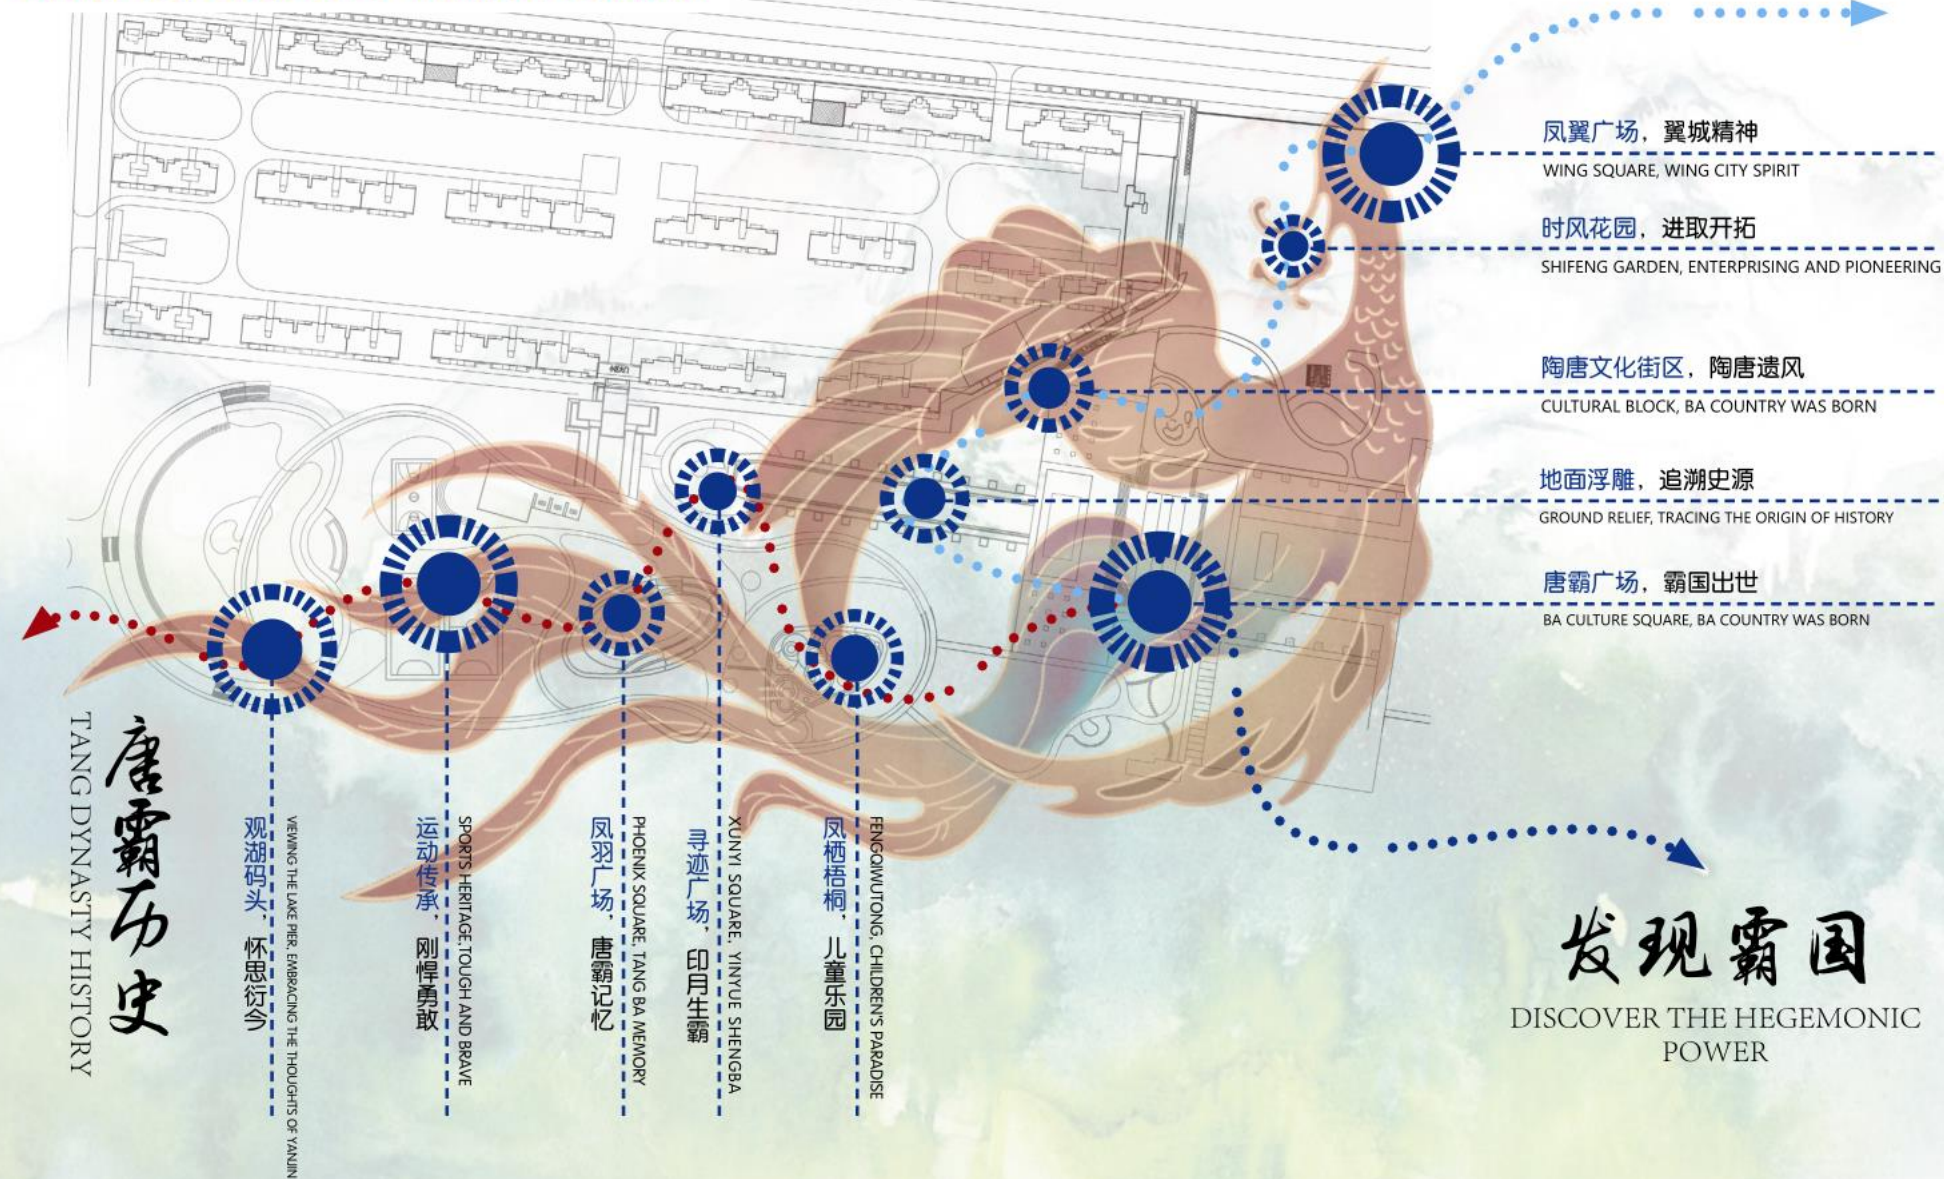 凤翼广场，翼城精神
WING SQUARE, WING CITY SPIRIT
时风花园，进取开拓
SHIFENG GARDEN, ENTERPRISING AND PIONEERING
陶唐文化街区，陶唐遗风
CULTURAL BLOCK, BA COUNTRY WAS BORN
地面浮雕，追溯史源
GROUND RELIEF, TRACING THE ORIGIN OF HISTORY
唐霸广场，霸国出世
BA CULTURE SQUARE, BA COUNTRY WAS BORN
唐霸历史
TANG DYNASTY HISTORY
观湖码头，怀思衍今
VIEWING THE LAKE PIER, EMBRACING THE THOUGHTS OF YANJIN
运动传承，刚悍勇敢
SPORTS HERITAGE,TOUGH AND BRAVE
凤羽广场，唐霸记忆
PHOENIX SQUARE, TANG BA MEMORY
寻迹广场，印月生霸
XUNYI SQUARE, YINYUE SHENGBA
凤栖梧桐，儿童乐园
FENGQIWUTONG, CHILDREN'S PARADISE
发现霸国
DISCOVER THE HEGEMONIC
POWER